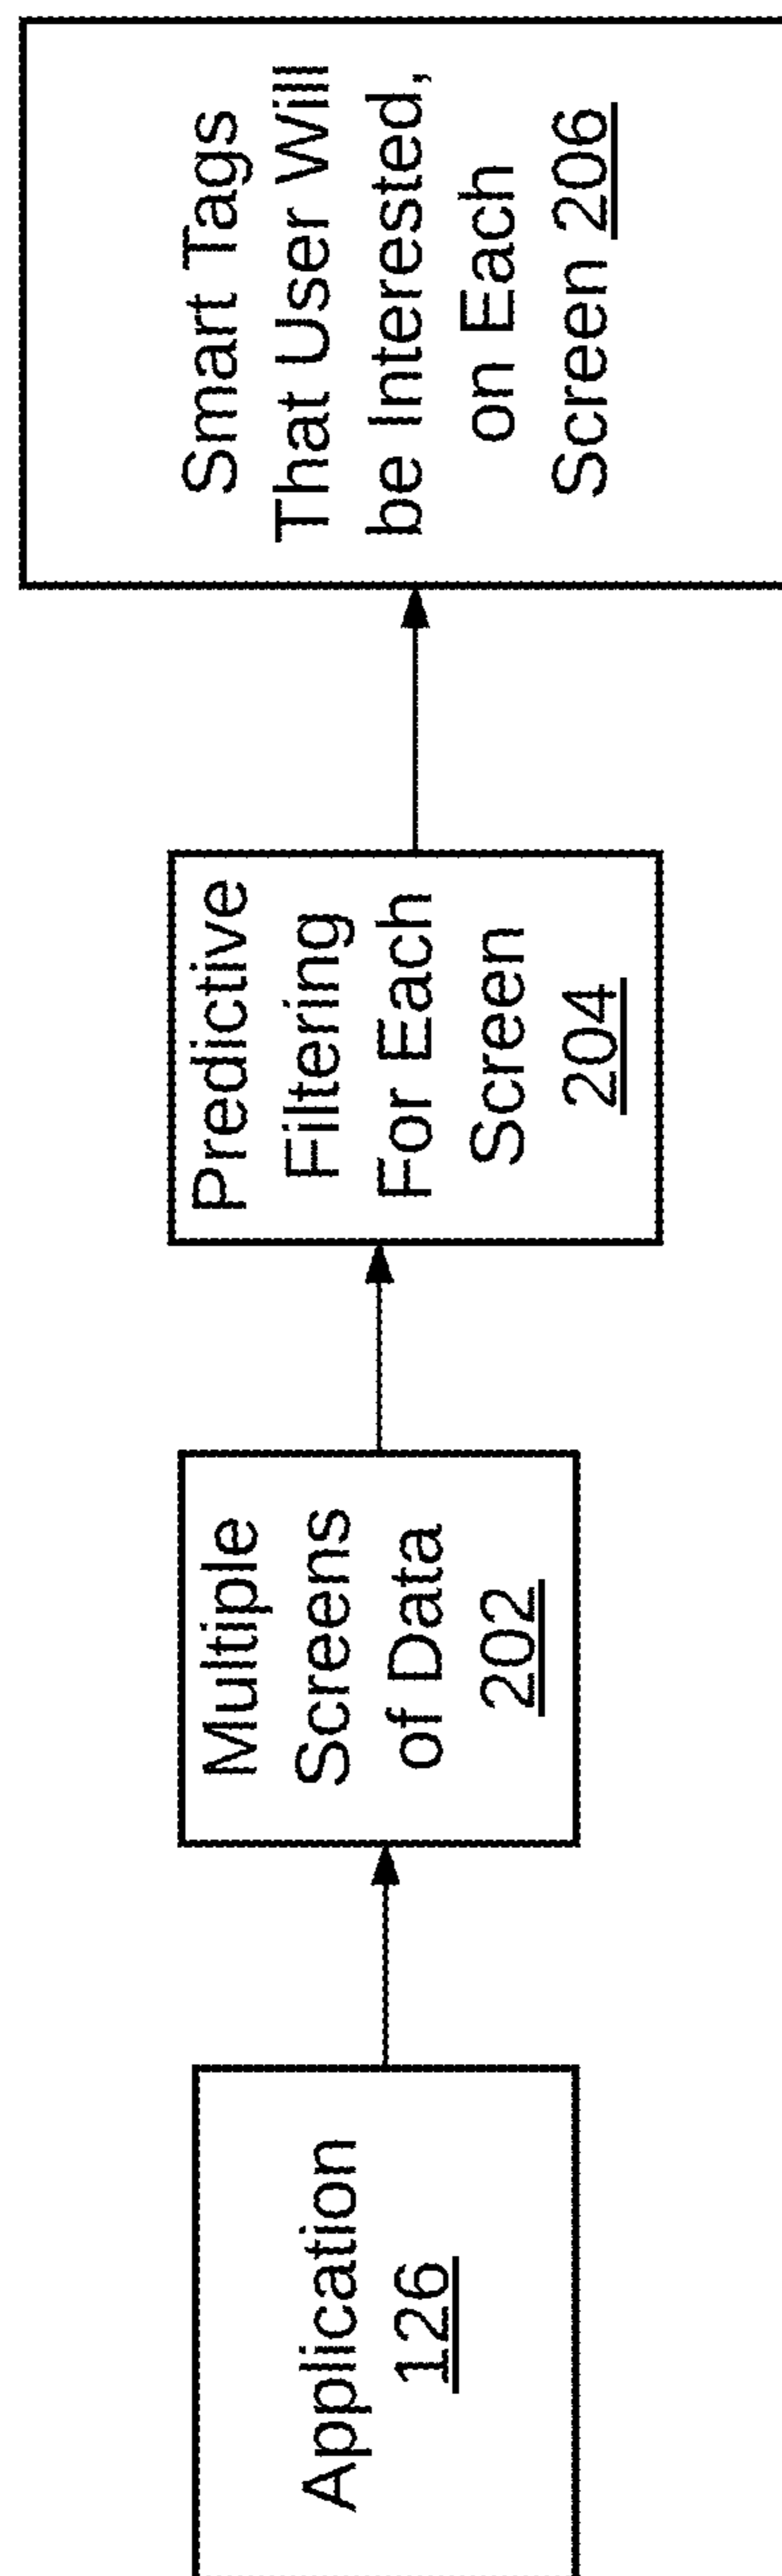 Application
126
Multiple
Screens
of Data
202
Predictive
Filtering
For Each
Screen
204
Smart Tags
That User Will
be Interested,
on Each
Screen 206